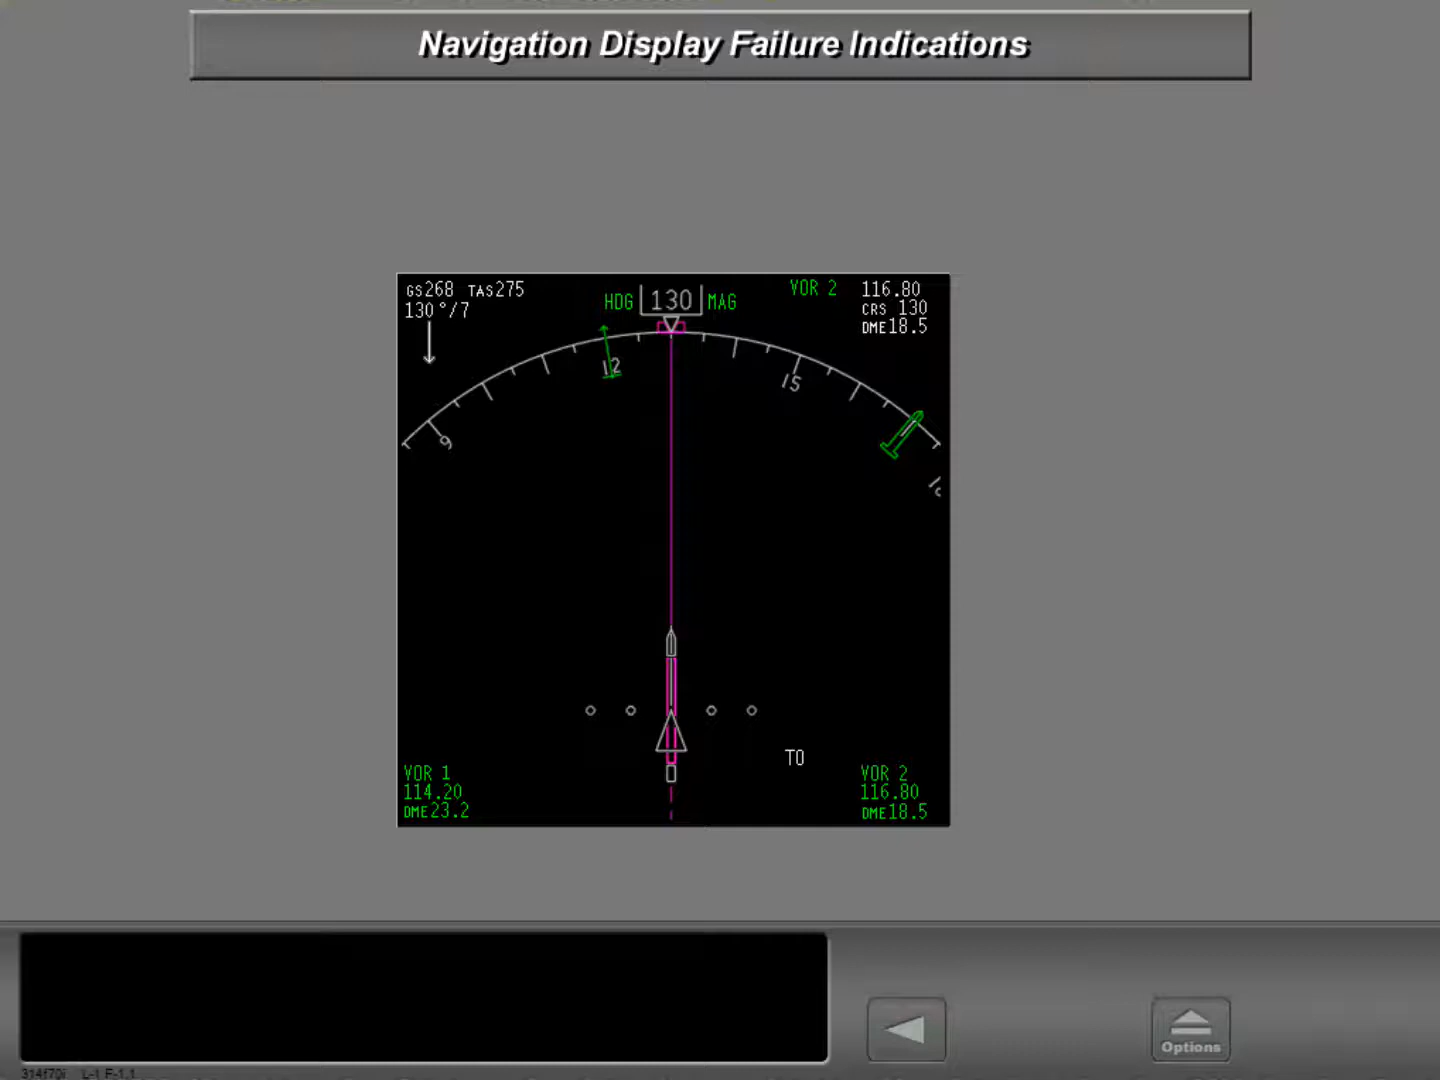 Navigation Display Failure Indications
GS268 TAS275
130°/7
HDG 130 MAG
VOR 2 116.80
CRS 130
DME18.5
12
15
9
TO
VOR 1
114.20
DME23.2
VOR 2
116.80
DME18.5
Options